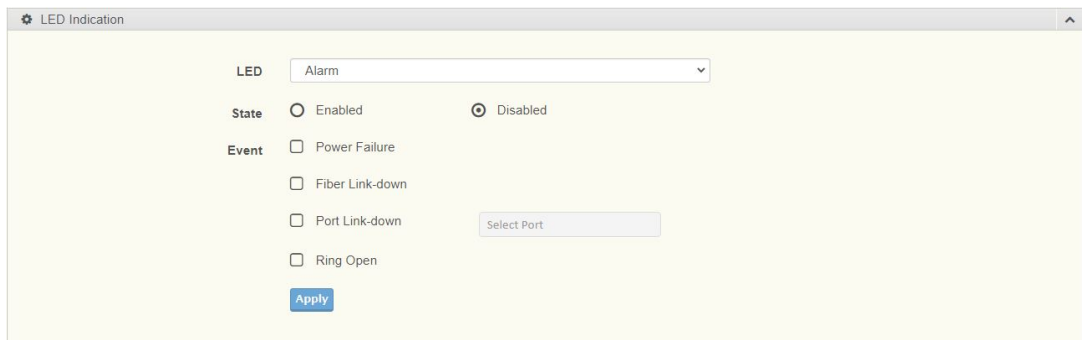 LED Indication
LED Alarm
State Enabled Disabled
Event Power Failure
Fiber Link-down
Port Link-down Select Port
Ring Open
Apply